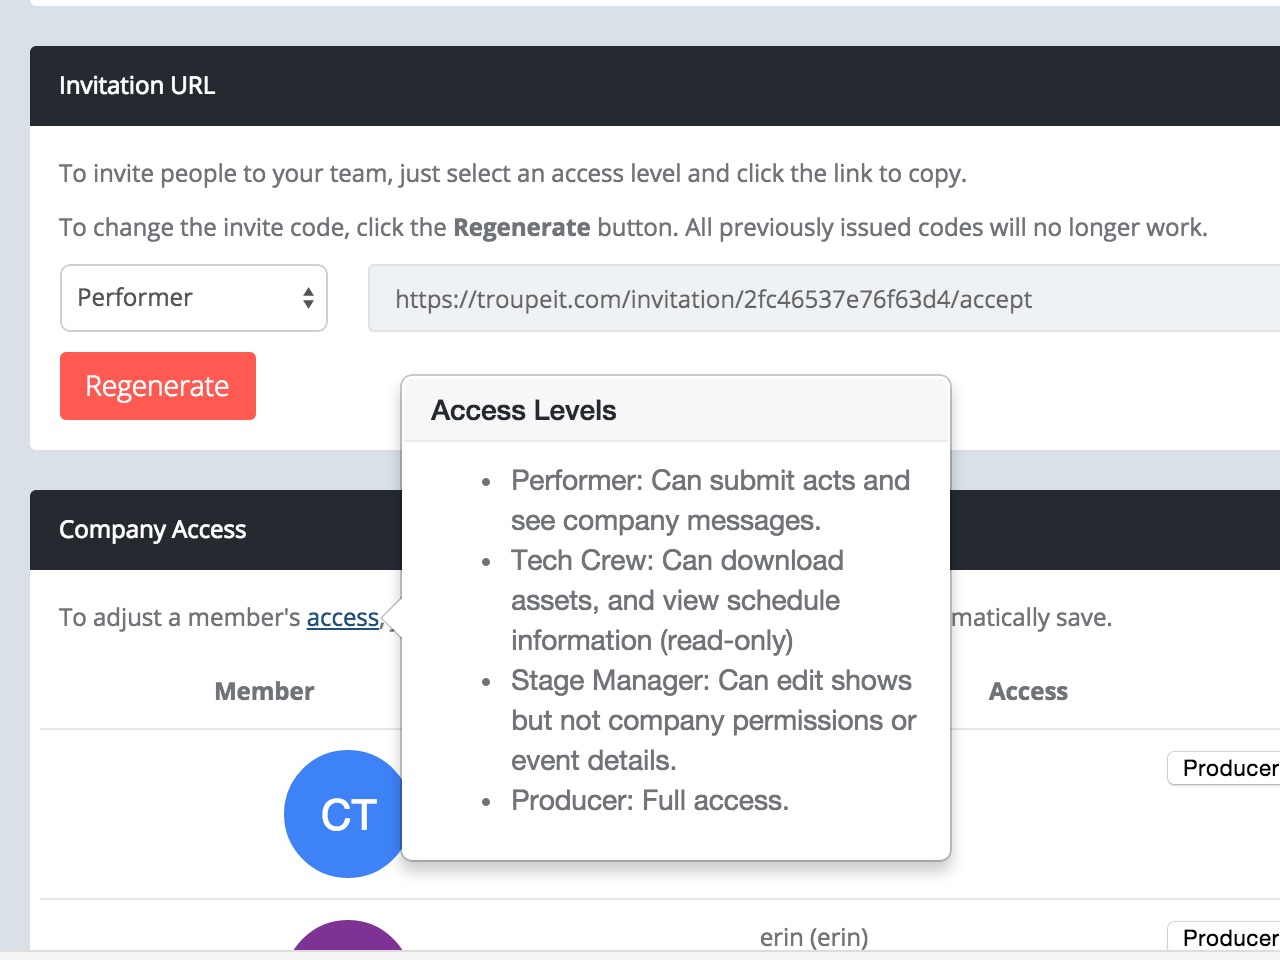 Invitation URL
To invite people to your team, just select an access level and click the link to copy.
To change the invite code, click the Regenerate button. All previously issued codes will no longer work.
Performer
https://troupeit.com/invitation/2fc46537e76f63d4/accept
Regenerate
Access Levels
• Performer: Can submit acts and
see company messages.
• Tech Crew: Can download
assets, and view schedule
information (read-only)
• Stage Manager: Can edit shows
but not company permissions or
event details.
• Producer: Full access.
Company Access
To adjust a member's access, matically save.
Member Access
CT Producer
erin (erin) Producer